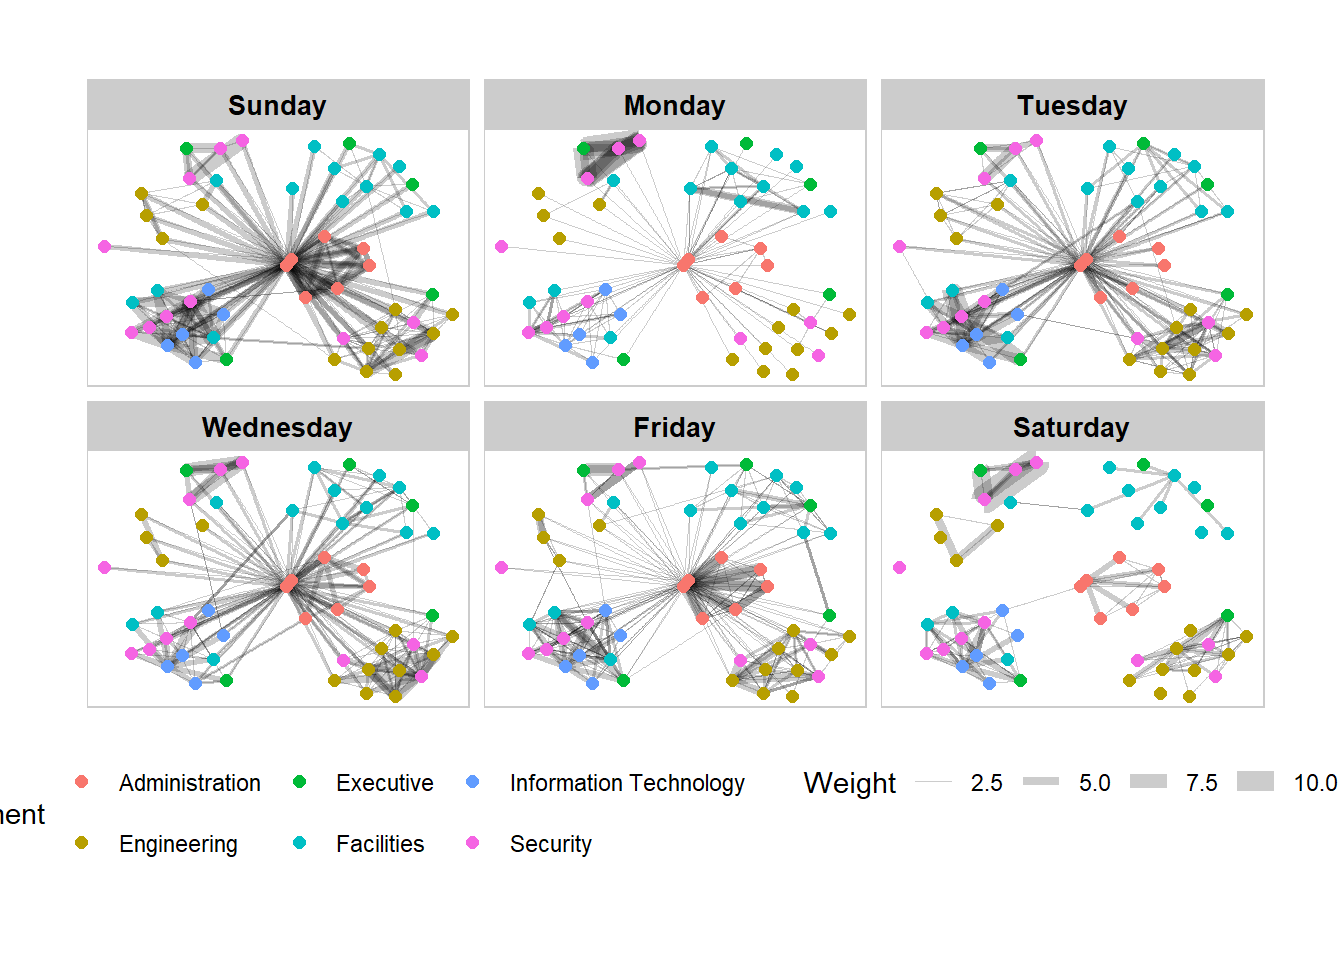 Sunday Monday Tuesday
Wednesday Friday Saturday
Administration Executive Information Technology Weight 2.5 5.0 7.5 10.0
Engineering Facilities Security